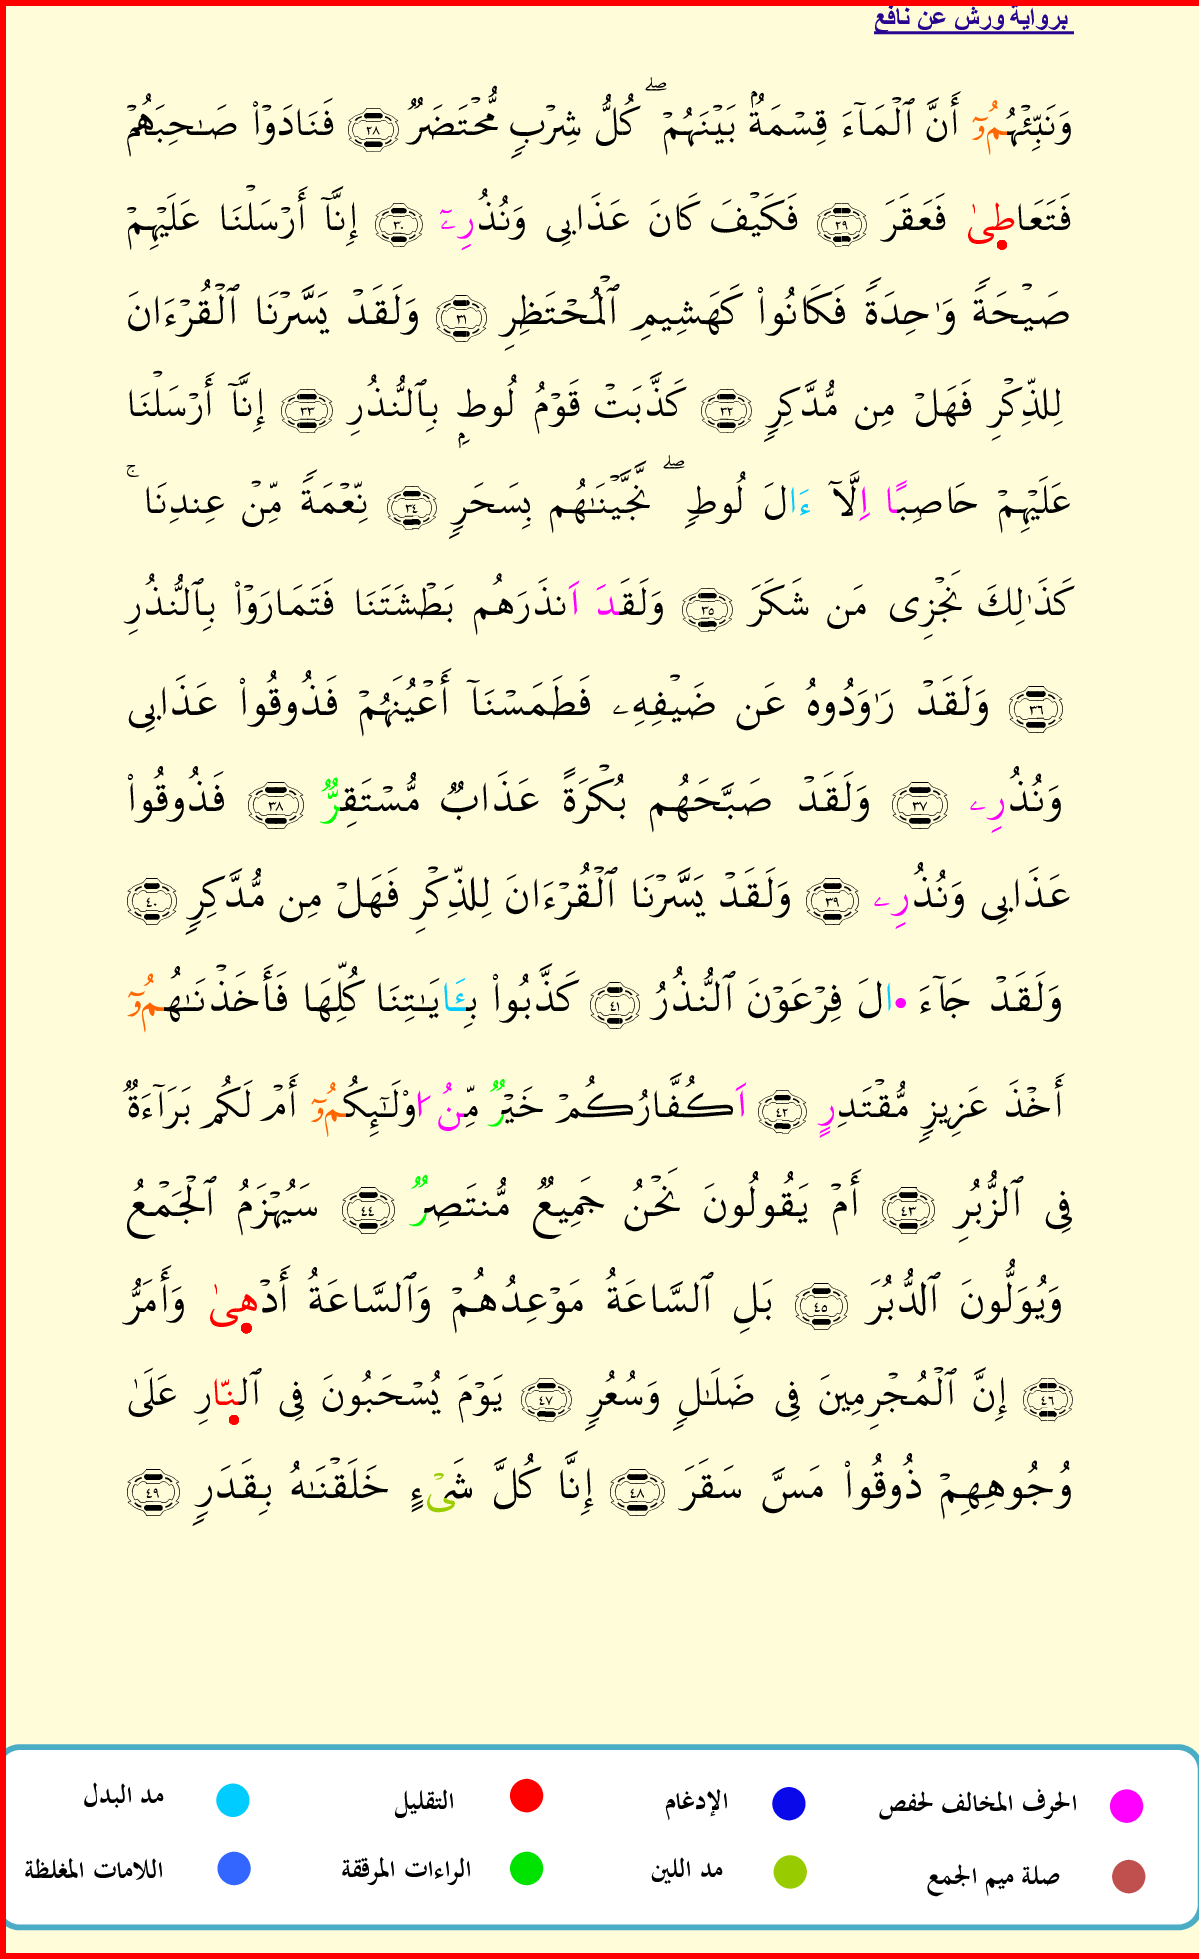 برواية ورش عن نافع
وَنَبِّئْهُمُۥٓ أَنَّ ٱلْمَآءَ قِسْمَةُۢ بَيْنَهُمْۖ كُلُّ شِرْبٖ مُّحْتَضَرٞ ٢٨ فَنَادَوْاْ صَـٰحِبَهُمْ
فَتَعَاطِىٰ فَعَقَرَ ٢٩ فَكَيْفَ كَانَ عَذَابِى وَنُذُرِۦٓ ٣٠ إِنَّآ أَرْسَلْنَا عَلَيْهِمْ
صَيْحَةٗ وَٰحِدَةٗ فَكَانُواْ كَهَشِيمِ ٱلْمُحْتَظِرِ ٣١ وَلَقَدْ يَسَّرْنَا ٱلْقُرْءَانَ
لِلذِّكْرِ فَهَلْ مِن مُّدَّكِرٖ ٣٢ كَذَّبَتْ قَوْمُ لُوطِۭ بِٱلنُّذُرِ ٣٣ إِنَّآ أَرْسَلْنَا
عَلَيْهِمْ حَاصِبًا اِلَّآ ءَالَ لُوطٖۖ نَّجَّيْنَـٰهُم بِسَحَرٖ ٣٤ نِّعْمَةٗ مِّنْ عِندِنَاۚ
كَذَٰلِكَ نَجْزِى مَن شَكَرَ ٣٥ وَلَقَدَ اَنذَرَهُم بَطْشَتَنَا فَتَمَارَوْاْ بِٱلنُّذُرِ
٣٦ وَلَقَدْ رَٰوَدُوهُ عَن ضَيْفِهِۦ فَطَمَسْنَآ أَعْيُنَهُمْ فَذُوقُواْ عَذَابِى
وَنُذُرِۦ ٣٧ وَلَقَدْ صَبَّحَهُم بُكْرَةً عَذَابٞ مُّسْتَقِرّٞ ٣٨ فَذُوقُواْ
عَذَابِى وَنُذُرِۦ ٣٩ وَلَقَدْ يَسَّرْنَا ٱلْقُرْءَانَ لِلذِّكْرِ فَهَلْ مِن مُّدَّكِرٖ ٤٠
وَلَقَدْ جَآءَ •الَ فِرْعَوْنَ ٱلنُّذُرُ ٤١ كَذَّبُواْ بِـَٔايَـٰتِنَا كُلِّهَا فَأَخَذْنَـٰهُمُۥٓ
أَخْذَ عَزِيزٖ مُّقْتَدِرٍ ٤٢ اَكُفَّارُكُمْ خَيْرٞ مِّنُ اوْلَـٰٓئِكُمُۥٓ أَمْ لَكُم بَرَآءَةٞ
فِى ٱلزُّبُرِ ٤٣ أَمْ يَقُولُونَ نَحْنُ جَمِيعٞ مُّنتَصِرٞ ٤٤ سَيُهْزَمُ ٱلْجَمْعُ
وَيُوَلُّونَ ٱلدُّبُرَ ٤٥ بَلِ ٱلسَّاعَةُ مَوْعِدُهُمْ وَٱلسَّاعَةُ أَدْهِىٰ وَأَمَرُّ
٤٦ إِنَّ ٱلْمُجْرِمِينَ فِى ضَلَـٰلٖ وَسُعُرٖ ٤٧ يَوْمَ يُسْحَبُونَ فِى ٱلنّارِ عَلَىٰ
وُجُوهِهِمْ ذُوقُواْ مَسَّ سَقَرَ ٤٨ إِنَّا كُلَّ شَىْءٍ خَلَقْنَـٰهُ بِقَدَرٖ ٤٩
الحرف المخالف لحفص الإدغام التقليل مد البدل
صلة ميم الجمع مد اللين الراءات المرققة اللامات المغلظة